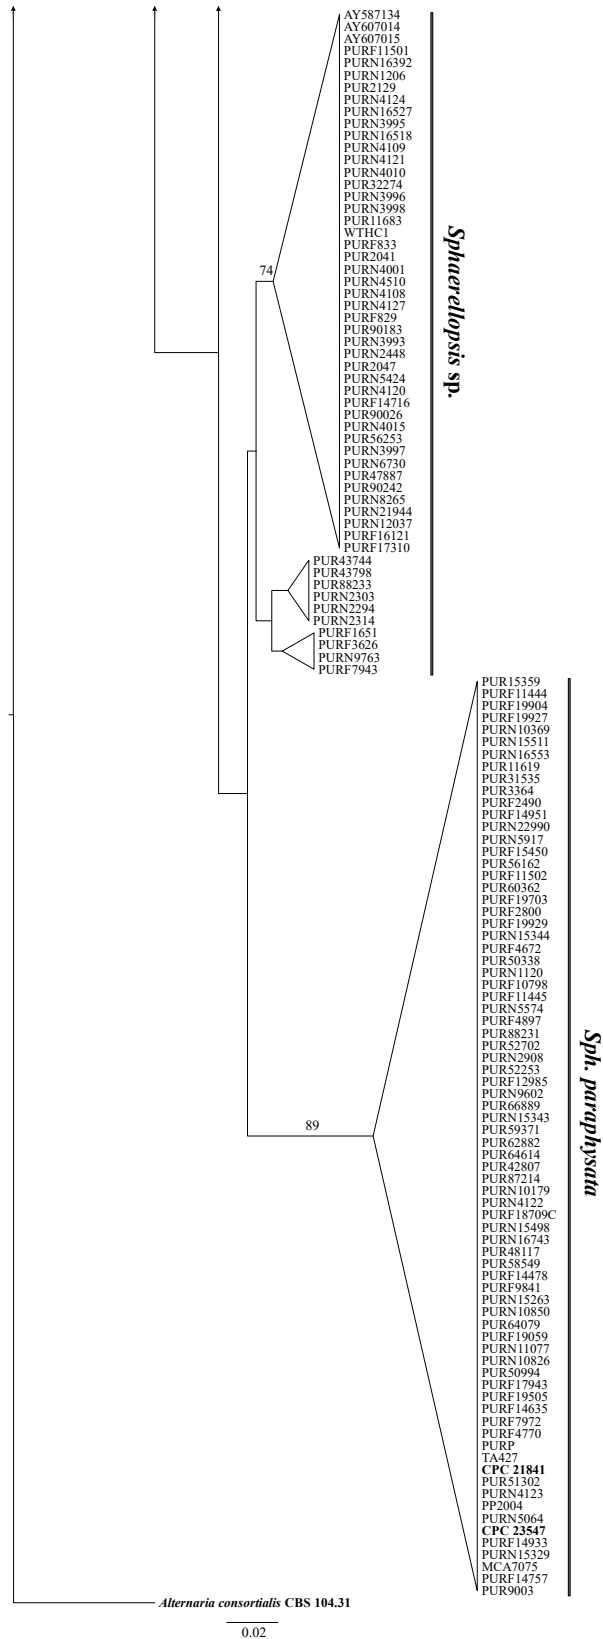 AY587134
AY607014
AY607015
PURF11501
PURN16392
PURN1206
PUR2129
PURN4124
PURN16527
PURN3995
PURN16518
PURN4109
PURN4121
PURN4010
PUR32274
PURN3996
PURN3998
PUR11683
WTHC1
PURF833
PUR2041
PURN4001
PURN4510
PURN4108
PURN4127
PURF829
PUR90183
PURN3993
PURN2448
PUR2047
PURN5424
PURN4120
PURF14716
PUR90026
PURN4015
PUR56253
PURN3997
PURN6730
PUR47887
PUR90242
PURN8265
PURN21944
PURN12037
PURF16121
PURF17310
74
Sphaerellopsis sp.
PUR43744
PUR43798
PUR88233
PURN2303
PURN2294
PURN2314
PURF1651
PURF3626
PURN9763
PURF7943
PUR15359
PURF11444
PURF19904
PURF19927
PURN10369
PURN15511
PURN16553
PUR11619
PUR31535
PUR3364
PURF2490
PURF14951
PURN22990
PURN5917
PURF15450
PUR56162
PURF11502
PUR60362
PURF19703
PURF2800
PURF19929
PURN15344
PURF4672
PUR50338
PURN1120
PURF10798
PURF11445
PURN5574
PURF4897
PUR88231
PUR52702
PURN2908
PUR52253
PURF12985
PURN9602
PUR66889
PURN15343
PUR59371
PUR62882
PUR64614
PUR42807
PUR87214
PURN10179
PURN4122
PURF18709C
PURN15498
PURN16743
PUR48117
PUR58549
PURF14478
PURF9841
PURN15263
PURN10850
PUR64079
PURF19059
PURN11077
PURN10826
PUR50994
PURF17943
PURF19505
PURF14635
PURF7972
PURF4770
PURP
TA427
CPC 21841
PUR51302
PURN4123
PP2004
PURN5064
CPC 23547
PURF14933
PURN15329
MCA7075
PURF14757
PUR9003
89
Sph. paraphysata
Alternaria consortialis CBS 104.31
0.02